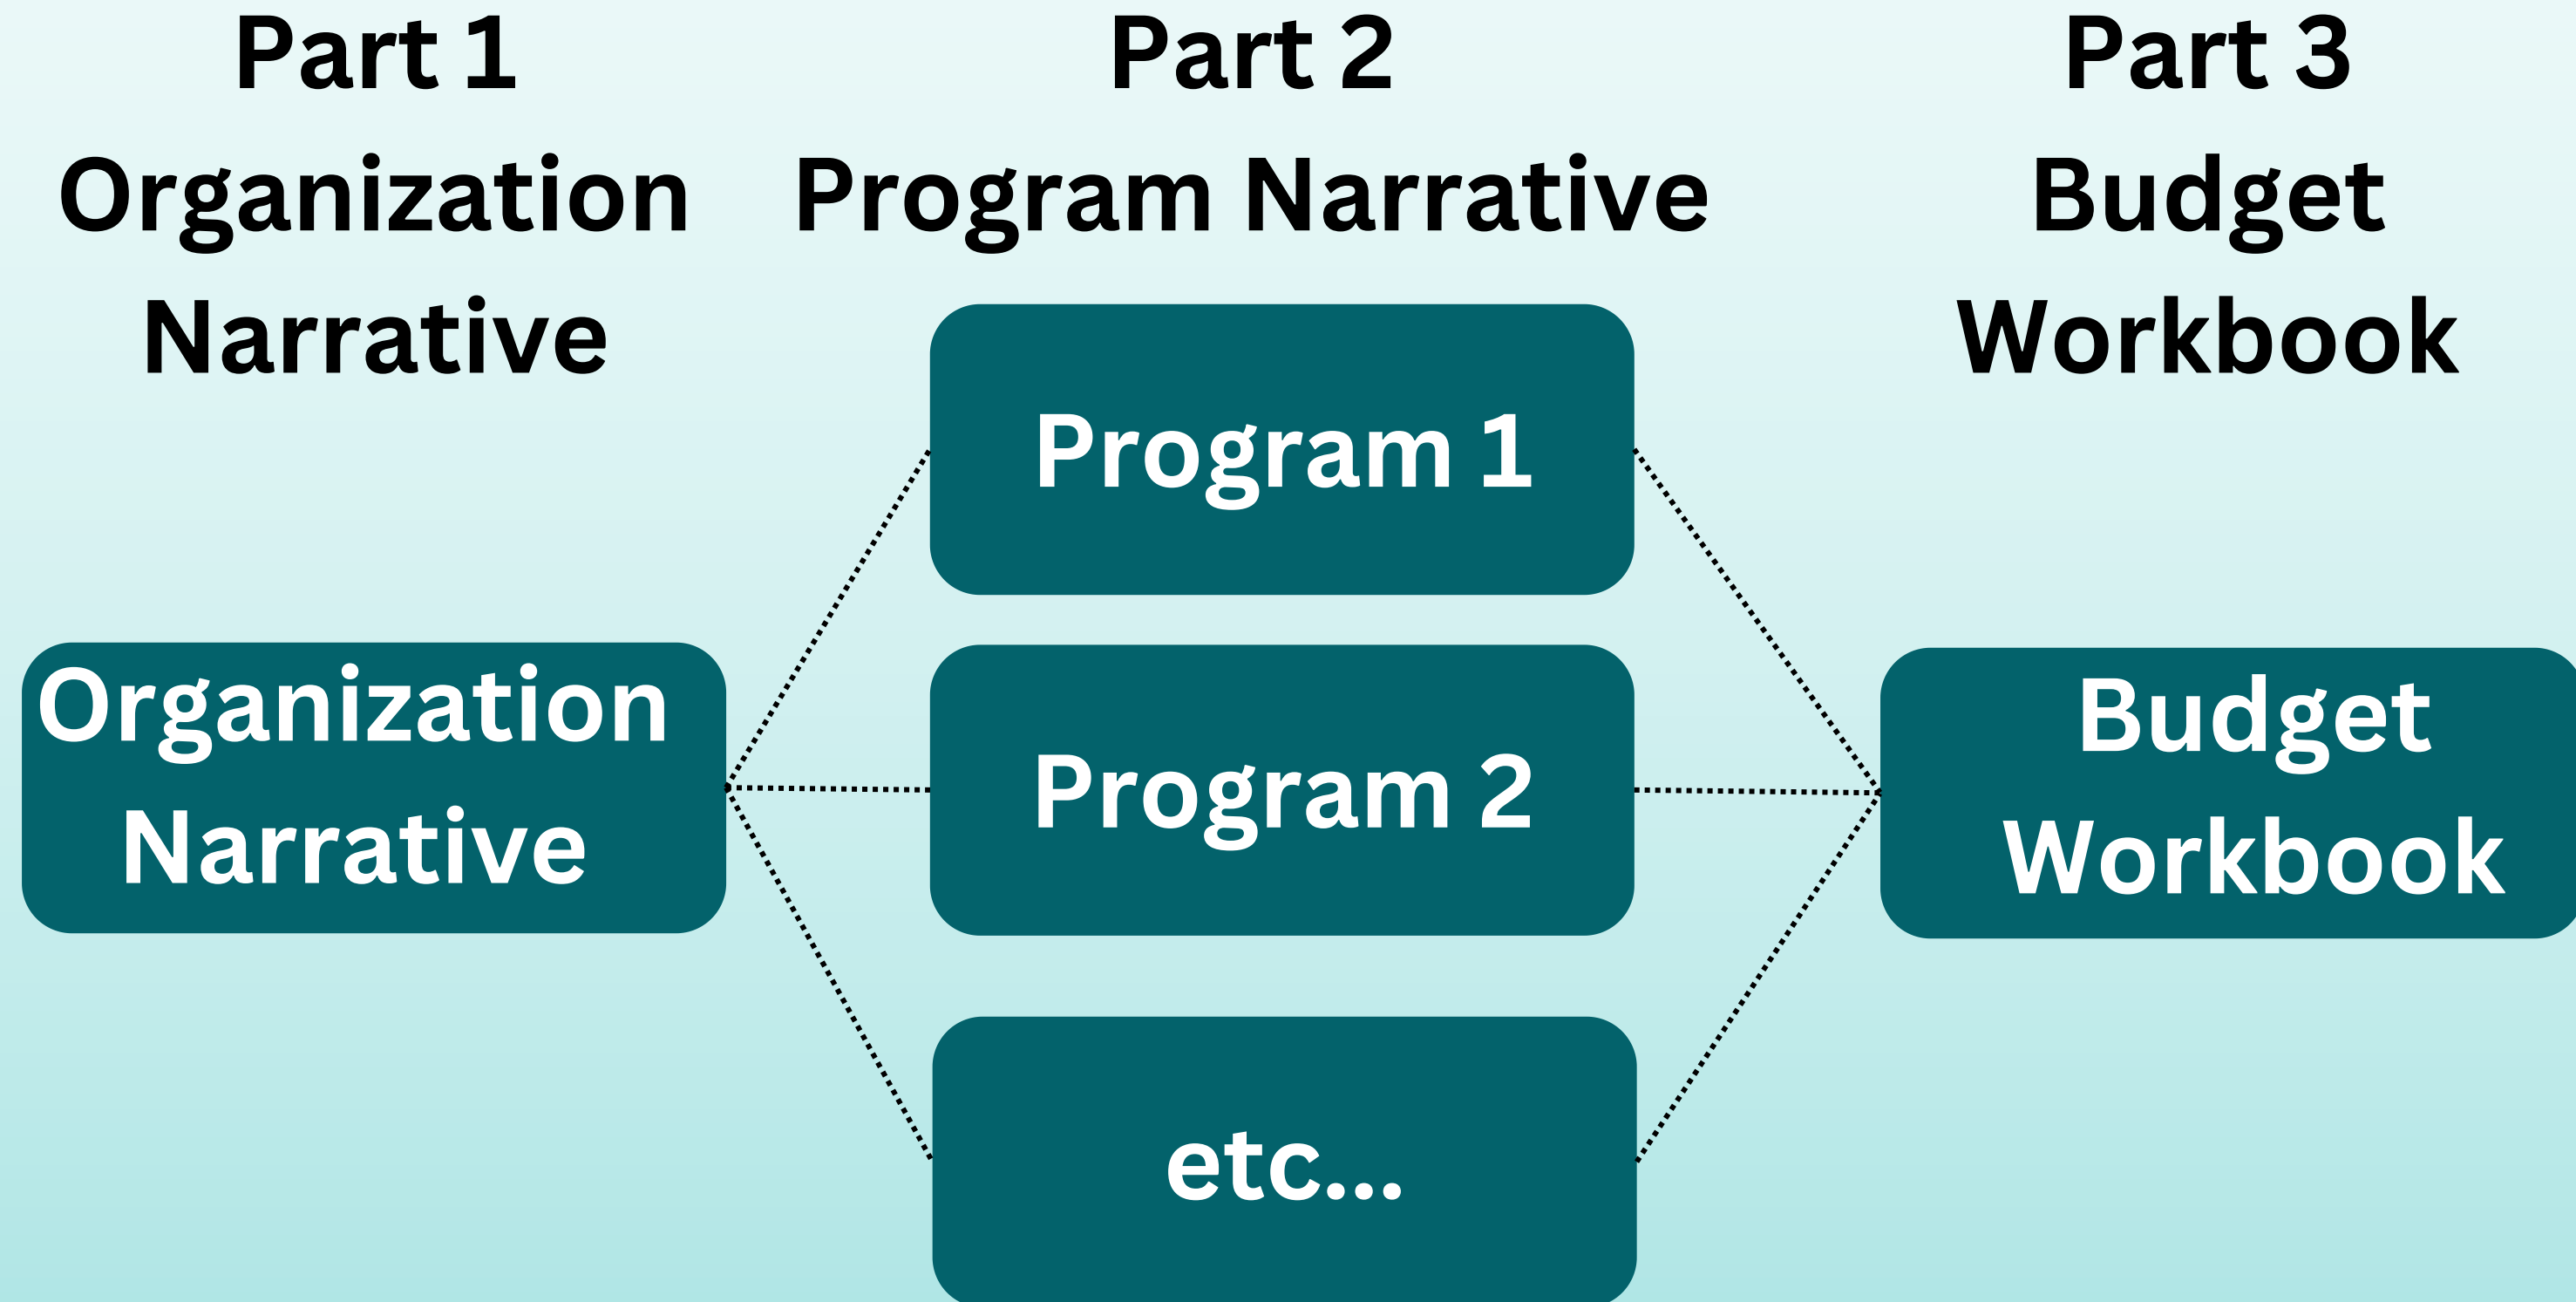 Part 1
Organization
Narrative
Part 2
Program Narrative
Part 3
Budget
Workbook
Organization
Narrative
Program 1
Program 2
etc...
Budget
Workbook